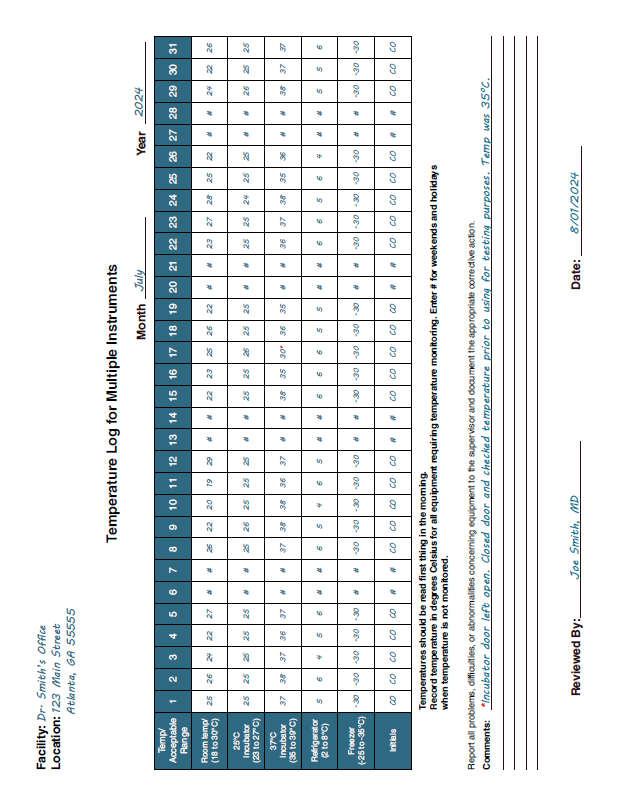 Facility: Dr. Smith's Office
Location: 123 Main Street
Atlanta, GA 55555
Temperature Log for Multiple Instruments
Month July Year 2024
Temp/ Acceptable Range 1 2 3 4 5 6 7 8 9 10 11 12 13 14 15 16 17 18 19 20 21 22 23 24 25 26 27 28 29 30 31
Room temp/ (18 to 30°C) 25 26 24 22 27 # # 26 22 20 19 29 # # 22 23 25 26 22 # # 23 27 28 25 22 # # 24 22 26
25°C Incubator (23 to 27°C) 25 25 25 25 25 # # 25 26 25 25 25 # # 25 25 26 25 25 # # 25 25 24 25 25 # # 26 25 25
37°C Incubator (35 to 39°C) 37 38 37 36 37 # # 37 38 38 36 37 # # 38 35 30* 36 35 # # 36 37 38 35 36 # # 38 37 37
Refrigerator (2 to 8°C) 5 6 4 5 6 # # 6 5 4 5 5 # # 6 6 6 5 5 # # 6 6 5 6 4 # # 5 5 6
Freezer (-25 to -35°C) -30 -30 -30 -30 -30 # # -30 -30 -30 -30 -30 # # -30 -30 -30 -30 -30 # # -30 -30 -30 -30 -30 # # -30 -30 -30
Initials CO CO CO CO CO # # CO CO CO CO CO # # CO CO CO CO CO # # CO CO CO CO CO # # CO CO CO
Temperatures should be read first thing in the morning.
Record temperature in degrees Celsius for all equipment requiring temperature monitoring. Enter # for weekends and holidays
when temperature is not monitored.
Report all problems, difficulties, or abnormalities concerning equipment to the supervisor and document the appropriate corrective action.
Comments: *Incubator door left open. Closed door and checked temperature prior to using for testing purposes. Temp was 35°C.
Reviewed By: Joe Smith, MD Date: 8/01/2024